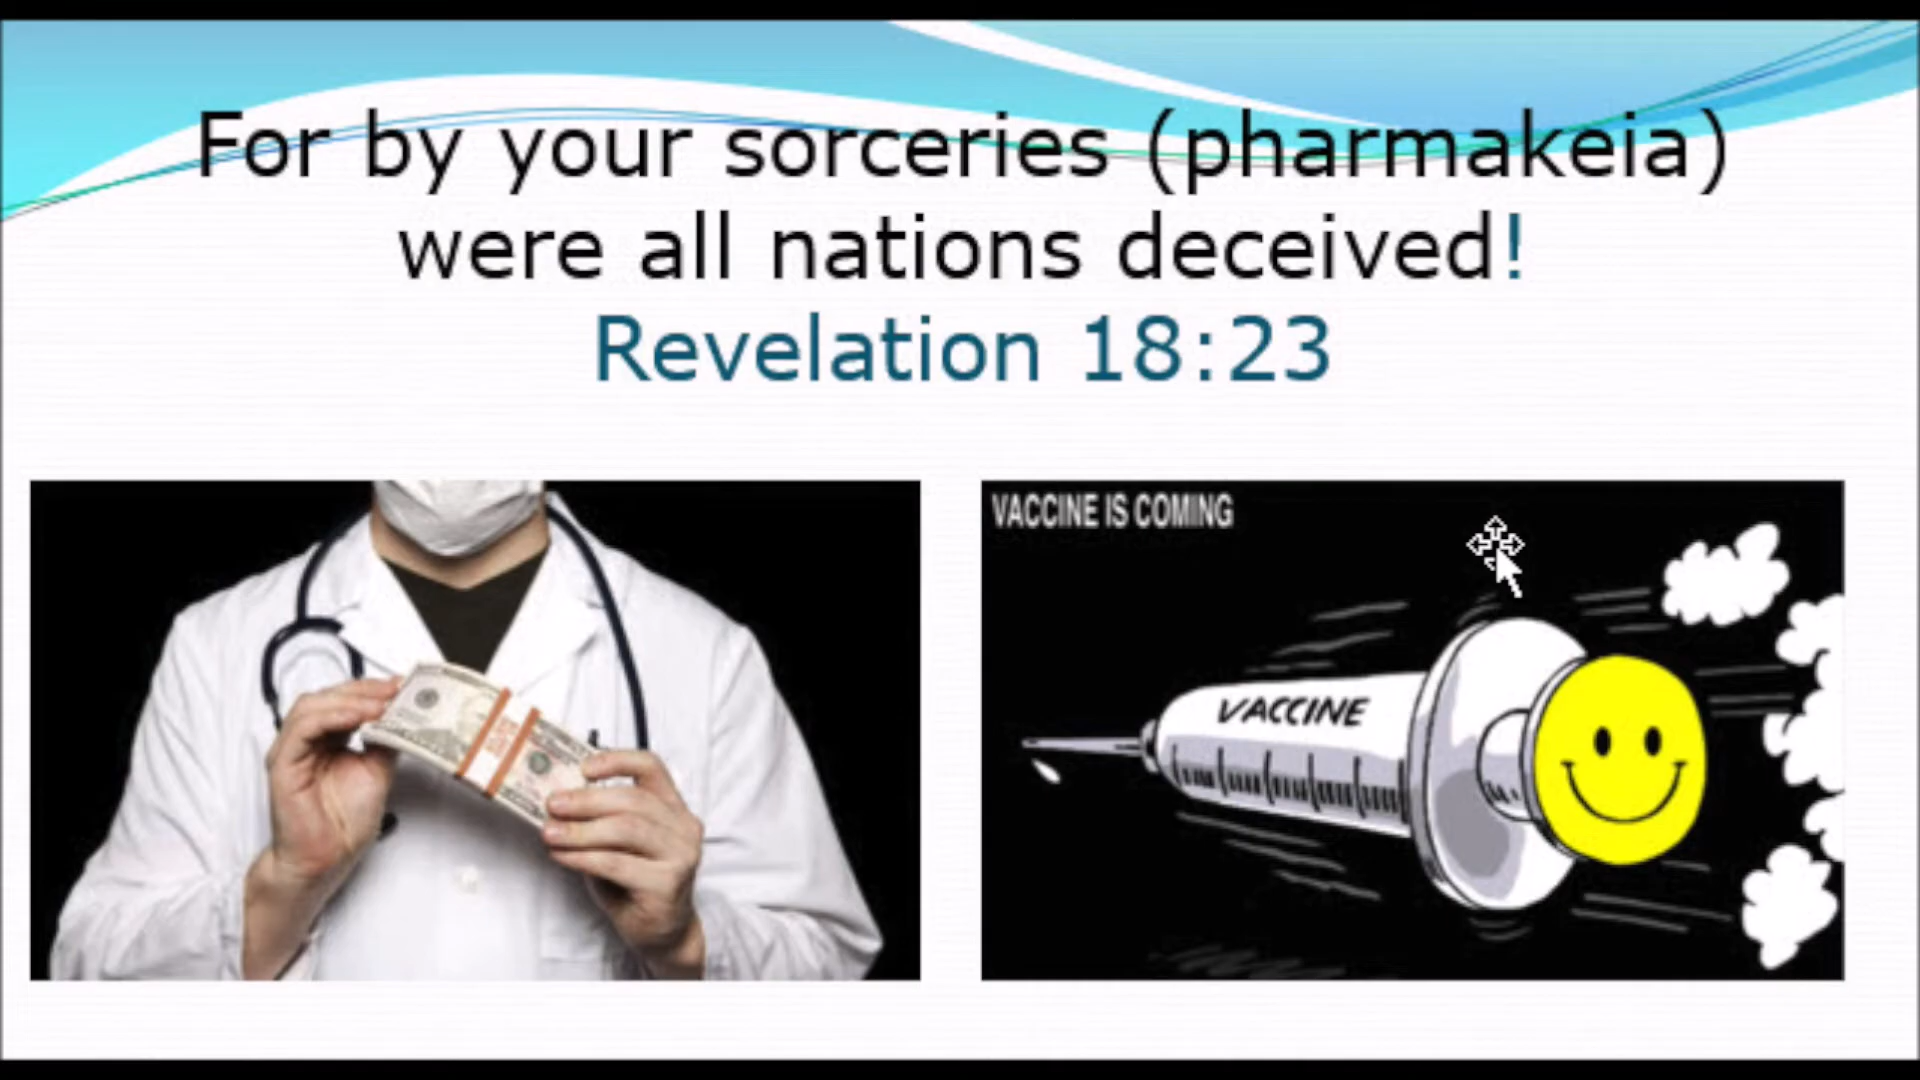 For by your sorceries (pharmakeia)
were all nations deceived!
Revelation 18:23
VACCINE IS COMING
VACCINE